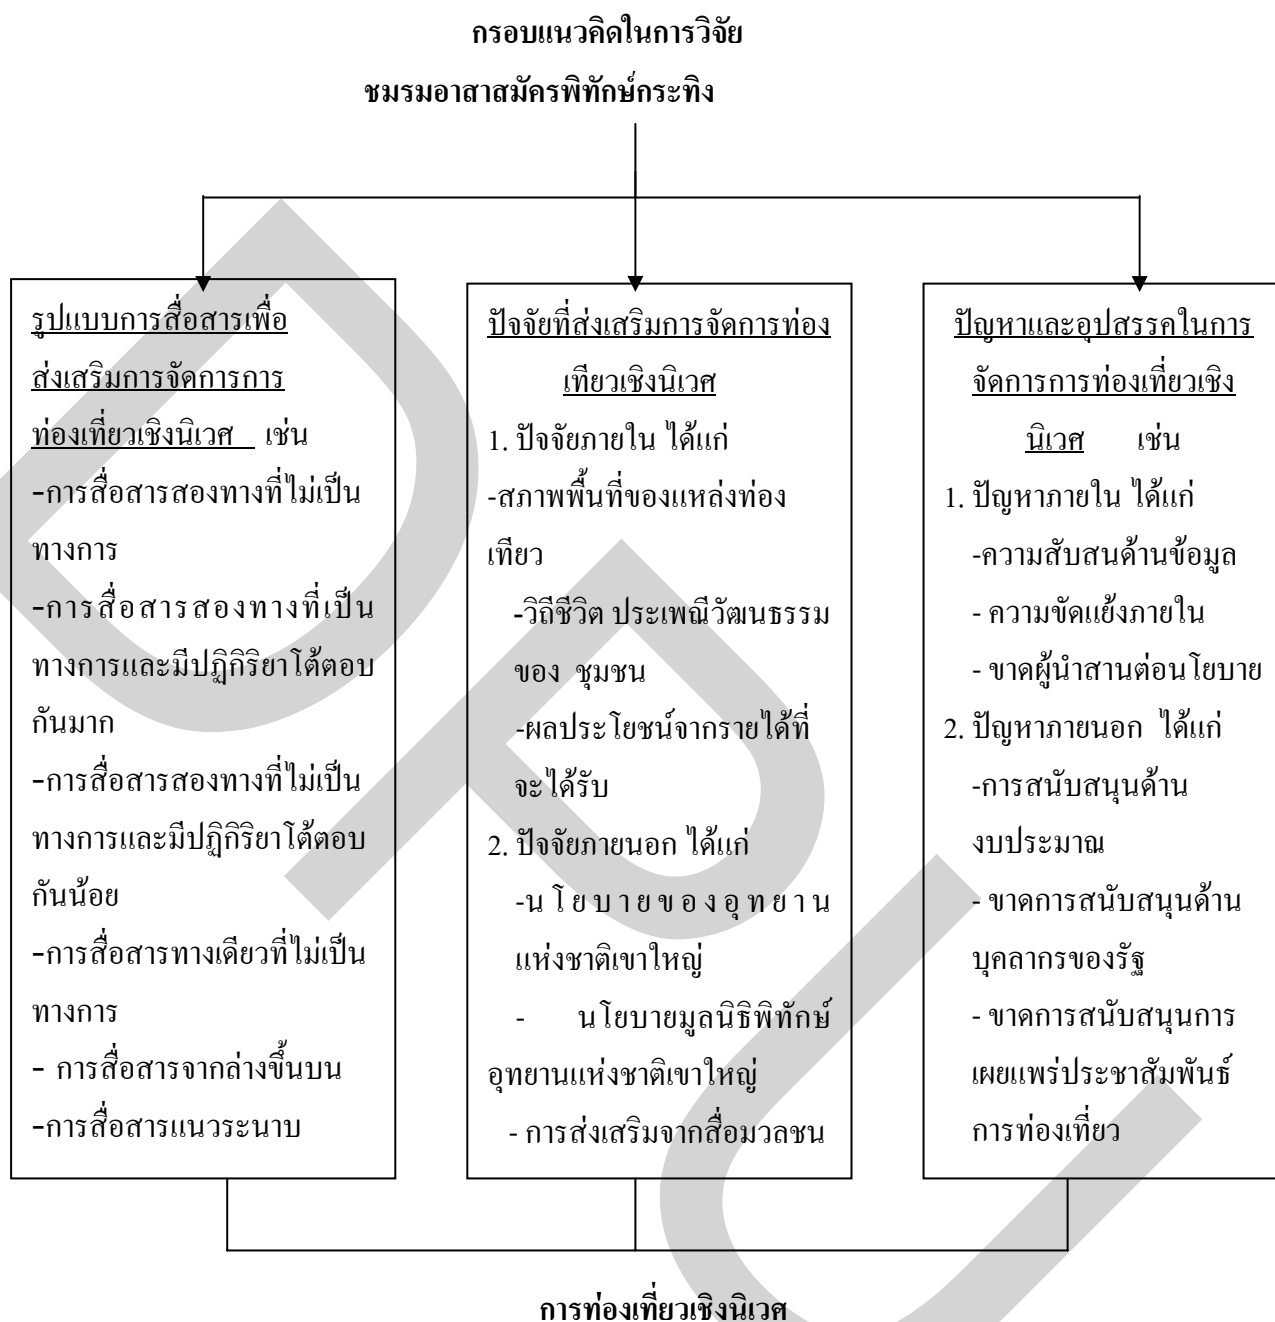 กรอบแนวคิดในการวิจัย
ชมรมอาสาสมัครพิทักษ์กระทิง
รูปแบบการสื่อสารเพื่อ
ส่งเสริมการจัดการการ
ท่องเที่ยวเชิงนิเวศ เช่น
-การสื่อสารสองทางที่ไม่เป็น
ทางการ
-การสื่อสารสองทางที่เป็น
ทางการและมีปฏิกิริยาโต้ตอบ
กันมาก
-การสื่อสารสองทางที่ไม่เป็น
ทางการและมีปฏิกิริยาโต้ตอบ
กันน้อย
-การสื่อสารทางเดียวที่ไม่เป็น
ทางการ
- การสื่อสารจากล่างขึ้นบน
-การสื่อสารแนวระนาบ
ปัจจัยที่ส่งเสริมการจัดการท่อง
เทียวเชิงนิเวศ
1. ปัจจัยภายใน ได้แก่
-สภาพพื้นที่ของแหล่งท่อง
เทียว
-วิถีชีวิต ประเพณีวัฒนธรรม
ของ ชุมชน
-ผลประโยชน์จากรายได้ที่
จะได้รับ
2. ปัจจัยภายนอก ได้แก่
-นโยบายของอุทยาน
แห่งชาติเขาใหญ่
- นโยบายมูลนิธิพิทักษ์
อุทยานแห่งชาติเขาใหญ่
- การส่งเสริมจากสื่อมวลชน
ปัญหาและอุปสรรคในการ
จัดการการท่องเที่ยวเชิง
นิเวศ เช่น
1. ปัญหาภายใน ได้แก่
-ความสับสนด้านข้อมูล
- ความขัดแย้งภายใน
- ขาดผู้นำสานต่อนโยบาย
2. ปัญหาภายนอก ได้แก่
-การสนับสนุนด้าน
งบประมาณ
- ขาดการสนับสนุนด้าน
บุคลากรของรัฐ
- ขาดการสนับสนุนการ
เผยแพร่ประชาสัมพันธ์
การท่องเที่ยว
การท่องเที่ยวเชิงนิเวศ
DPU